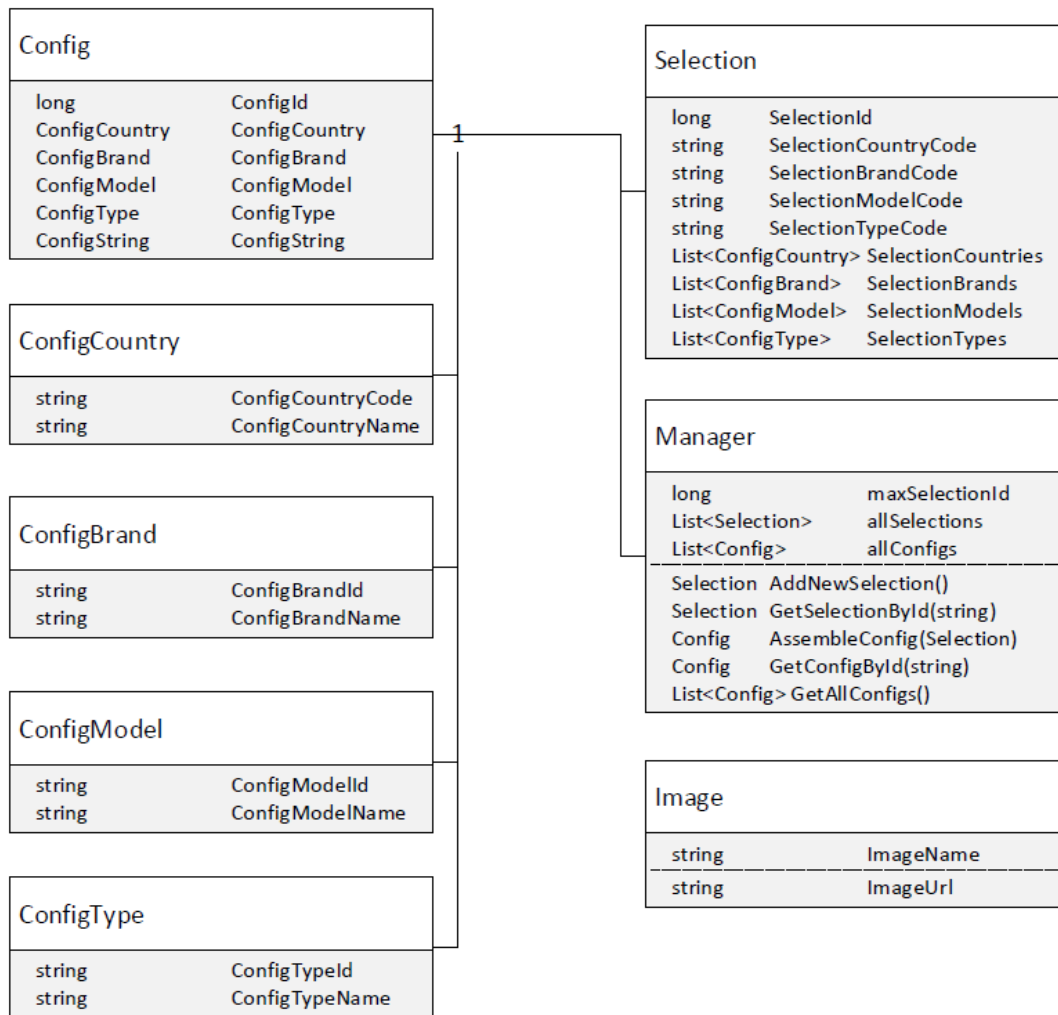 Config
long ConfigId
ConfigCountry ConfigCountry
ConfigBrand ConfigBrand
ConfigModel ConfigModel
ConfigType ConfigType
ConfigString ConfigString
1
ConfigCountry
string ConfigCountryCode
string ConfigCountryName
ConfigBrand
string ConfigBrandId
string ConfigBrandName
ConfigModel
string ConfigModelId
string ConfigModelName
ConfigType
string ConfigTypeId
string ConfigTypeName
Selection
long SelectionId
string SelectionCountryCode
string SelectionBrandCode
string SelectionModelCode
string SelectionTypeCode
List<ConfigCountry> SelectionCountries
List<ConfigBrand> SelectionBrands
List<ConfigModel> SelectionModels
List<ConfigType> SelectionTypes
Manager
long maxSelectionId
List<Selection> allSelections
List<Config> allConfigs
Selection AddNewSelection()
Selection GetSelectionById(string)
Config AssembleConfig(Selection)
Config GetConfigById(string)
List<Config> GetAllConfigs()
Image
string ImageName
string ImageUrl